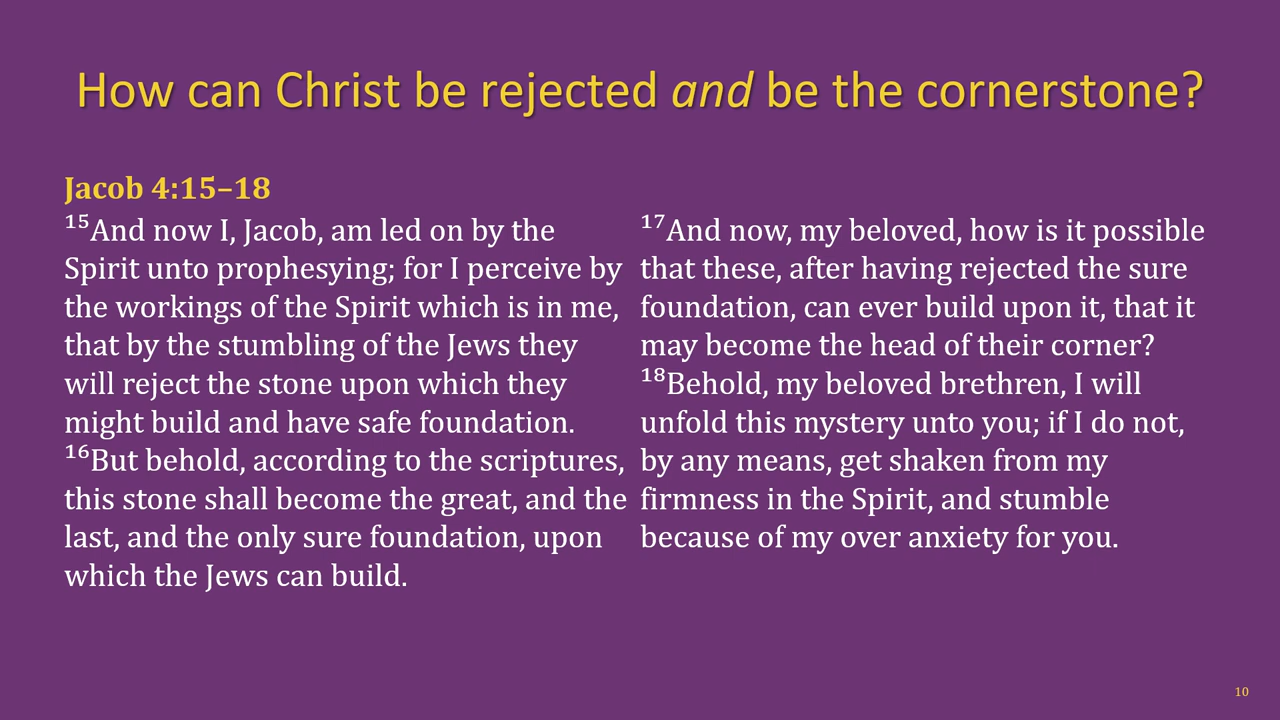 How can Christ be rejected and be the cornerstone?
Jacob 4:15–18
¹⁵And now I, Jacob, am led on by the
Spirit unto prophesying; for I perceive by
the workings of the Spirit which is in me,
that by the stumbling of the Jews they
will reject the stone upon which they
might build and have safe foundation.
¹⁶But behold, according to the scriptures,
this stone shall become the great, and the
last, and the only sure foundation, upon
which the Jews can build.
¹⁷And now, my beloved, how is it possible
that these, after having rejected the sure
foundation, can ever build upon it, that it
may become the head of their corner?
¹⁸Behold, my beloved brethren, I will
unfold this mystery unto you; if I do not,
by any means, get shaken from my
firmness in the Spirit, and stumble
because of my over anxiety for you.
10